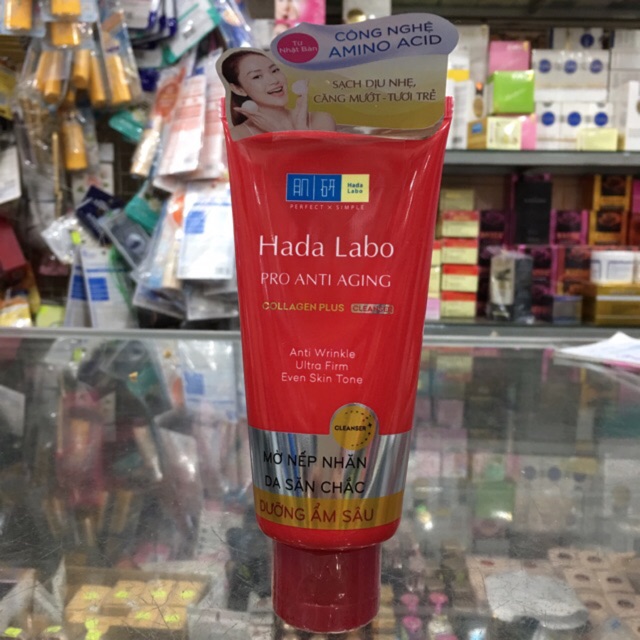 Từ
Nhật Bản
CÔNG NGHỆ
AMINO ACID
SẠCH DỊU NHẸ,
CĂNG MƯỚT - TƯƠI TRẺ
Hada
Labo
PERFECT × SIMPLE
Hada Labo
PRO ANTI AGING
COLLAGEN PLUS CLEANSER
Anti Wrinkle
Ultra Firm
Even Skin Tone
CLEANSER
MỜ NẾP NHĂN
DA SĂN CHẮC
DƯỠNG ẨM SÂU